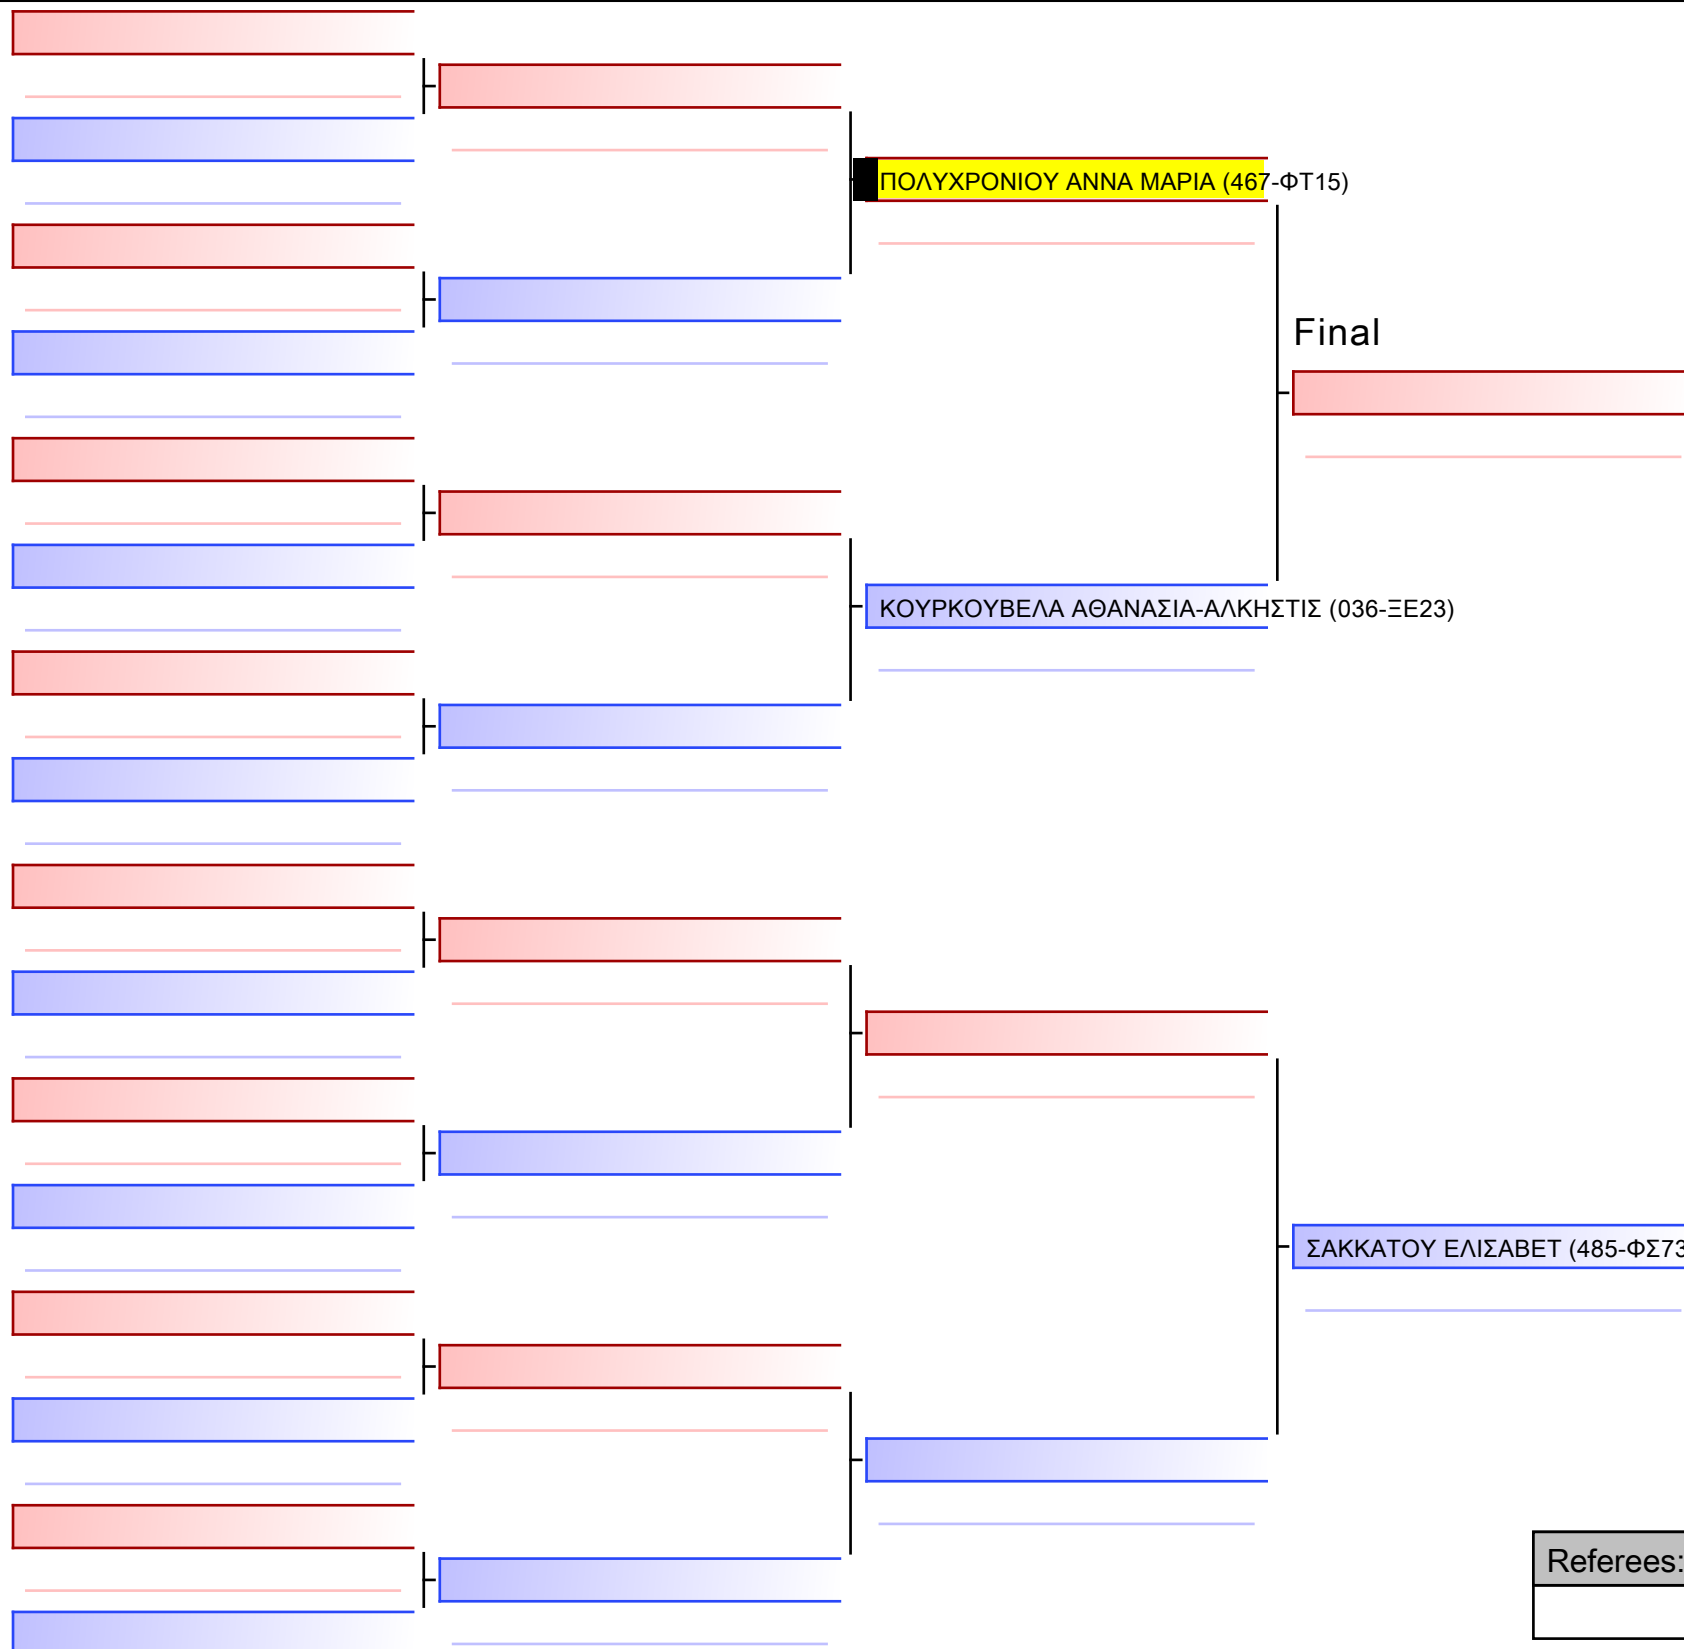 ΠΟΛΥΧΡΟΝΙΟΥ ΑΝΝΑ ΜΑΡΙΑ (467-ΦΤ15)
Final
ΚΟΥΡΚΟΥΒΕΛΑ ΑΘΑΝΑΣΙΑ-ΑΛΚΗΣΤΙΣ (036-ΞΕ23)
ΣΑΚΚΑΤΟΥ ΕΛΙΣΑΒΕΤ (485-ΦΣ73
Referees: